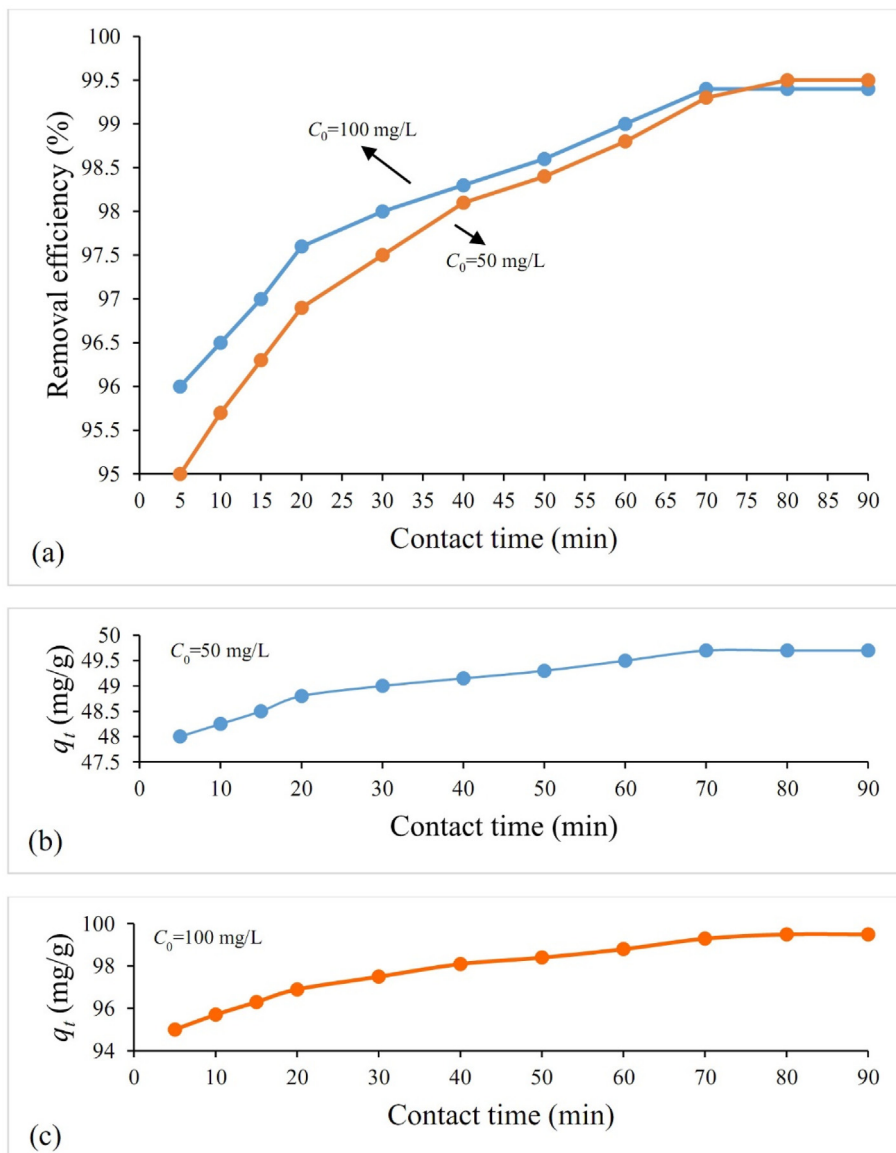 100
99.5
99
98.5
98
97.5
97
96.5
96
95.5
95
Removal efficiency (%)
C₀=100 mg/L
C₀=50 mg/L
0 5 10 15 20 25 30 35 40 45 50 55 60 65 70 75 80 85 90
Contact time (min)
(a)
50
49.5
49
48.5
48
47.5
qₜ (mg/g)
C₀=50 mg/L
0 10 20 30 40 50 60 70 80 90
Contact time (min)
(b)
100
98
96
94
qₜ (mg/g)
C₀=100 mg/L
0 10 20 30 40 50 60 70 80 90
Contact time (min)
(c)